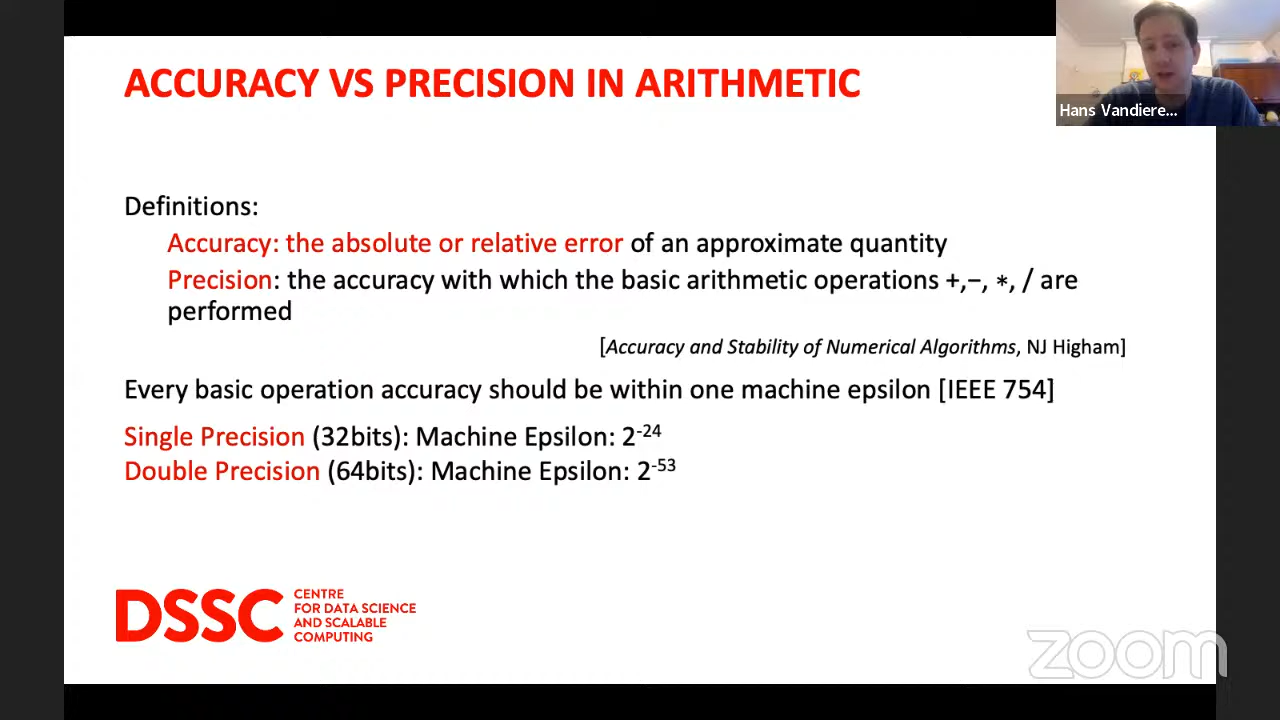 ACCURACY VS PRECISION IN ARITHMETIC
Hans Vandiere...
Definitions:
Accuracy: the absolute or relative error of an approximate quantity
Precision: the accuracy with which the basic arithmetic operations +,−, ∗, / are
performed
[Accuracy and Stability of Numerical Algorithms, NJ Higham]
Every basic operation accuracy should be within one machine epsilon [IEEE 754]
Single Precision (32bits): Machine Epsilon: 2⁻²⁴
Double Precision (64bits): Machine Epsilon: 2⁻⁵³
DSSC
CENTRE
FOR DATA SCIENCE
AND SCALABLE
COMPUTING
zoom